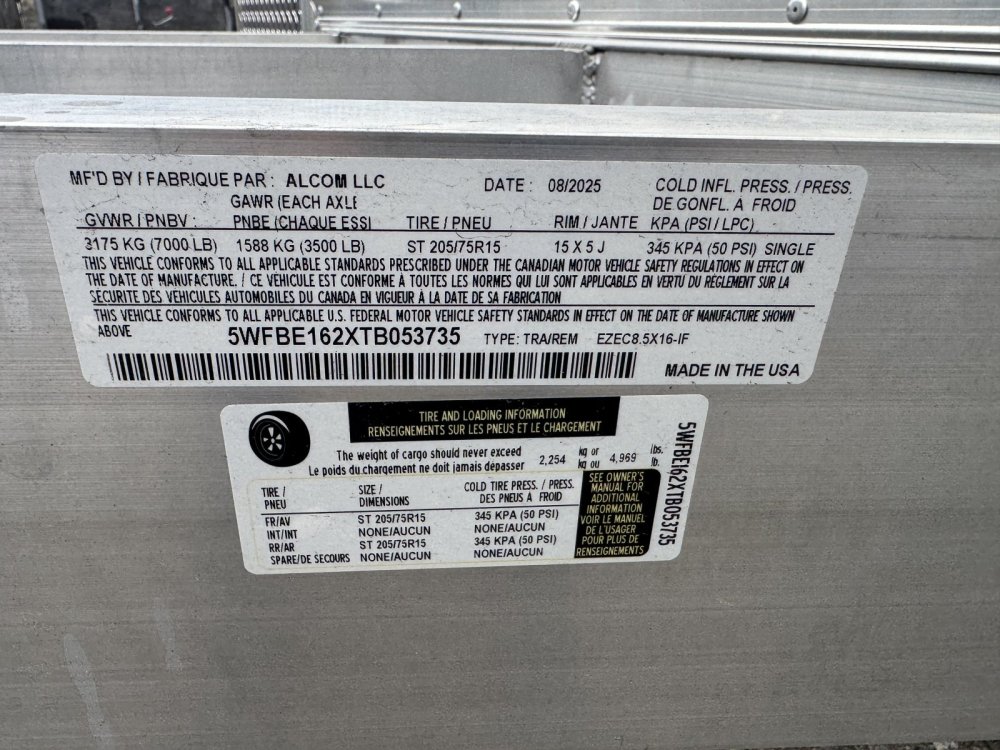 MF'D BY / FABRIQUE PAR : ALCOM LLC DATE : 08/2025 COLD INFL. PRESS. / PRESS.
GAWR (EACH AXLE DE GONFL. A FROID
GVWR / PNBV : PNBE (CHAQUE ESSI TIRE / PNEU RIM / JANTE KPA (PSI / LPC)
3175 KG (7000 LB) 1588 KG (3500 LB) ST 205/75R15 15 X 5 J 345 KPA (50 PSI) SINGLE
THIS VEHICLE CONFORMS TO ALL APPLICABLE STANDARDS PRESCRIBED UNDER THE CANADIAN MOTOR VEHICLE SAFETY REGULATIONS IN EFFECT ON
THE DATE OF MANUFACTURE. / CE VEHICULE EST CONFORME À TOUTES LES NORMES QUI LUI SONT APPLICABLES EN VERTU DU RÈGLEMENT SUR LA
SÉCURITÉ DES VEHICULES AUTOMOBILES DU CANADA EN VIGUEUR À LA DATE DE SA FABRICATION
THIS VEHICLE CONFORMS TO ALL APPLICABLE U.S. FEDERAL MOTOR VEHICLE SAFETY STANDARDS IN EFFECT ON THE DATE OF MANUFACTURE SHOWN
ABOVE
5WFBE162XTB053735 TYPE: TRA/REM EZEC8.5X16-IF
MADE IN THE USA
TIRE AND LOADING INFORMATION
RENSEIGNEMENTS SUR LES PNEUS ET LE CHARGEMENT
The weight of cargo should never exceed 2,254 kg or 4,969 lbs.
Le poids du chargement ne doit jamais dépasser kg ou lb.
TIRE / SIZE / COLD TIRE PRESS. / PRESS.
PNEU DIMENSIONS DES PNEUS À FROID
FR/AV ST 205/75R15 345 KPA (50 PSI)
INT/INT NONE/AUCUN NONE/AUCUN
RR/AR ST 205/75R15 345 KPA (50 PSI)
SPARE/DE SECOURS NONE/AUCUN NONE/AUCUN
SEE OWNER'S
MANUAL FOR
ADDITIONAL
INFORMATION
VOIR LE MANUEL
DE L'USAGER
POUR PLUS DE
RENSEIGNEMENTS
5WFBE162XTB053735